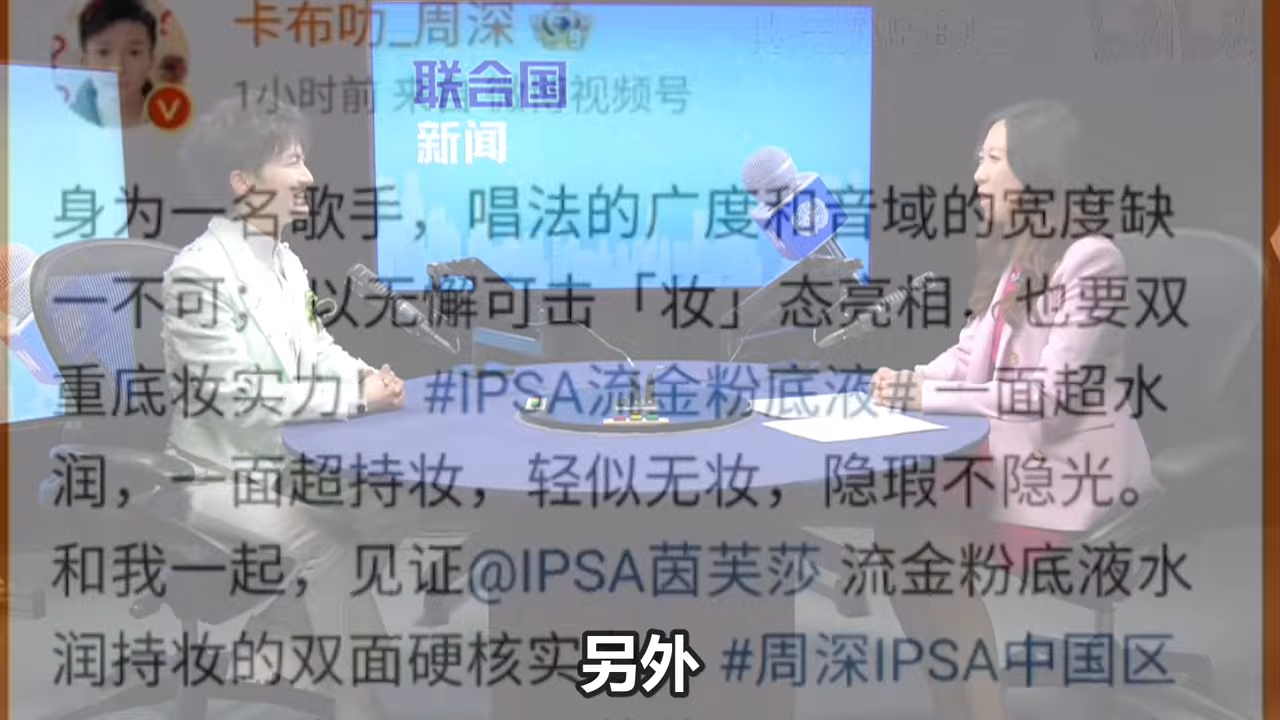 卡布叻_周深
1小时前 来自 微博视频号
联合国
新闻
身为一名歌手，唱法的广度和音域的宽度缺
一不可；以无懈可击「妆」态亮相，也要双
重底妆实力！#IPSA流金粉底液# 一面超水
润，一面超持妆，轻似无妆，隐瑕不隐光。
和我一起，见证@IPSA茵芙莎 流金粉底液水
润持妆的双面硬核实
#周深IPSA中国区
另外